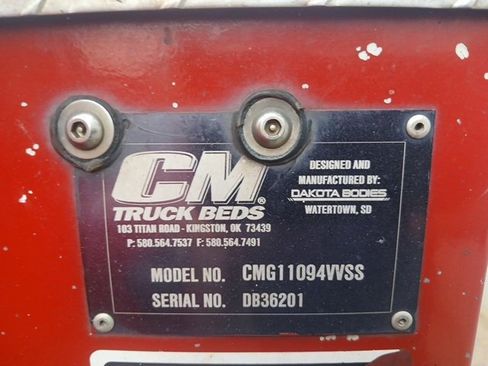 CM®
TRUCK BEDS
103 TITAN ROAD - KINGSTON, OK 73439
P: 580.564.7537 F: 580.564.7491
DESIGNED AND
MANUFACTURED BY:
DAKOTA BODIES
WATERTOWN, SD
MODEL NO. CMG11094VVSS
SERIAL NO. DB36201